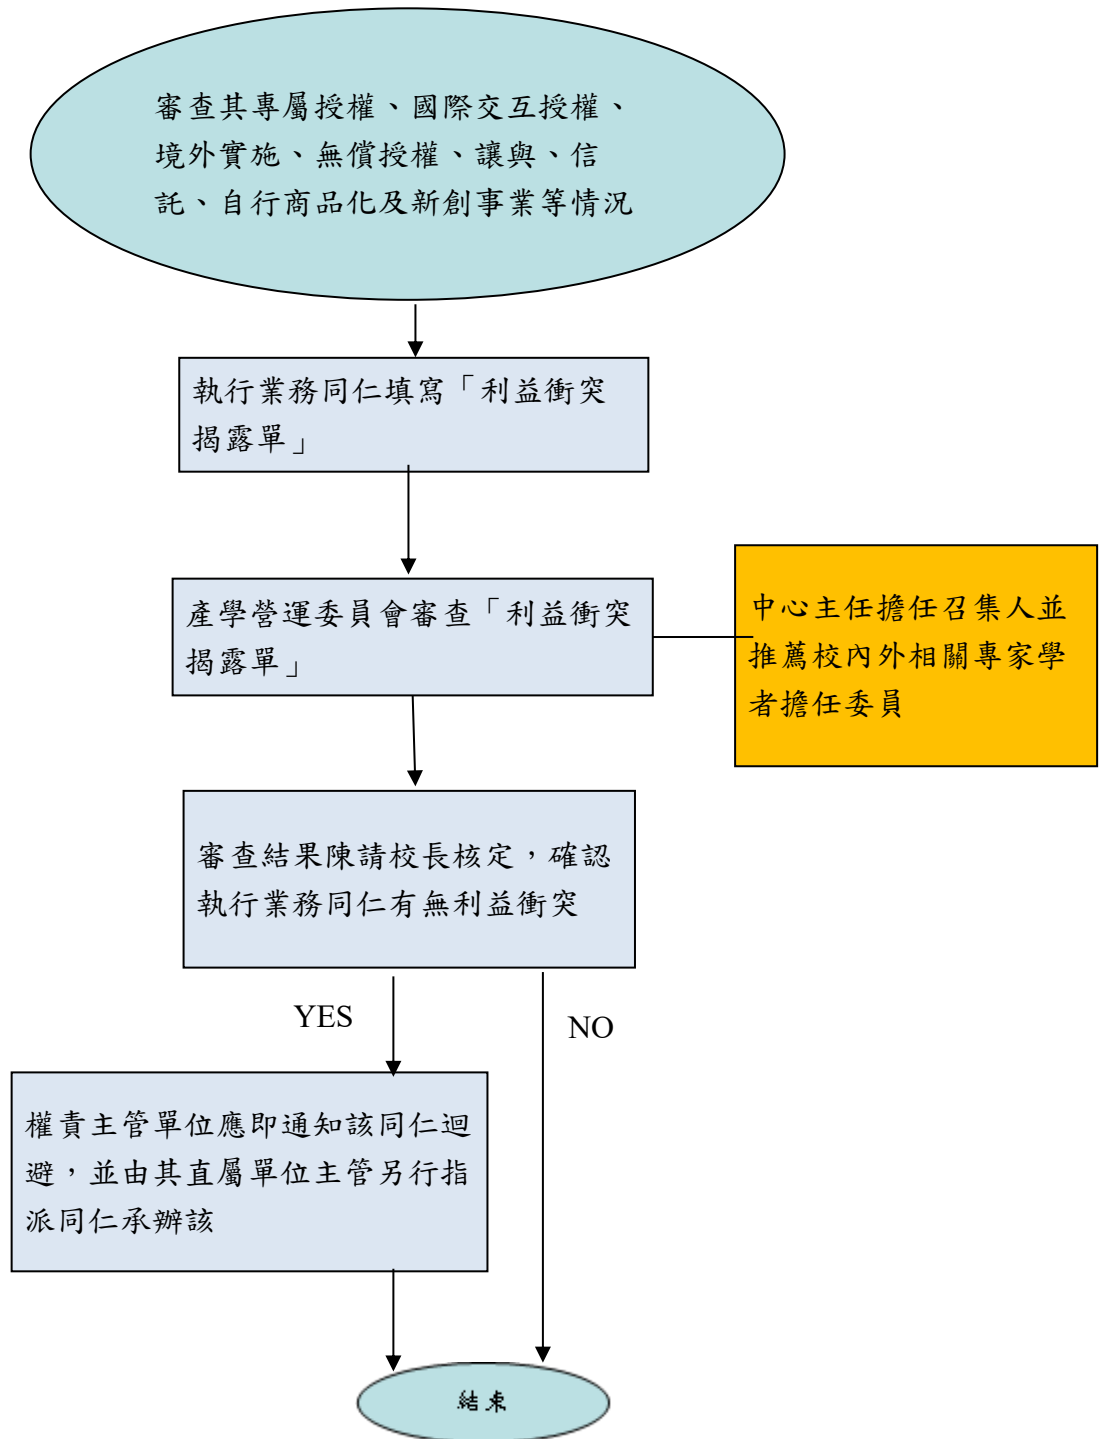 審查其專屬授權、國際交互授權、
境外實施、無償授權、讓與、信
託、自行商品化及新創事業等情況
執行業務同仁填寫「利益衝突
揭露單」
產學營運委員會審查「利益衝突
揭露單」
中心主任擔任召集人並
推薦校內外相關專家學
者擔任委員
審查結果陳請校長核定，確認
執行業務同仁有無利益衝突
YES
NO
權責主管單位應即通知該同仁迴
避，並由其直屬單位主管另行指
派同仁承辦該
結束